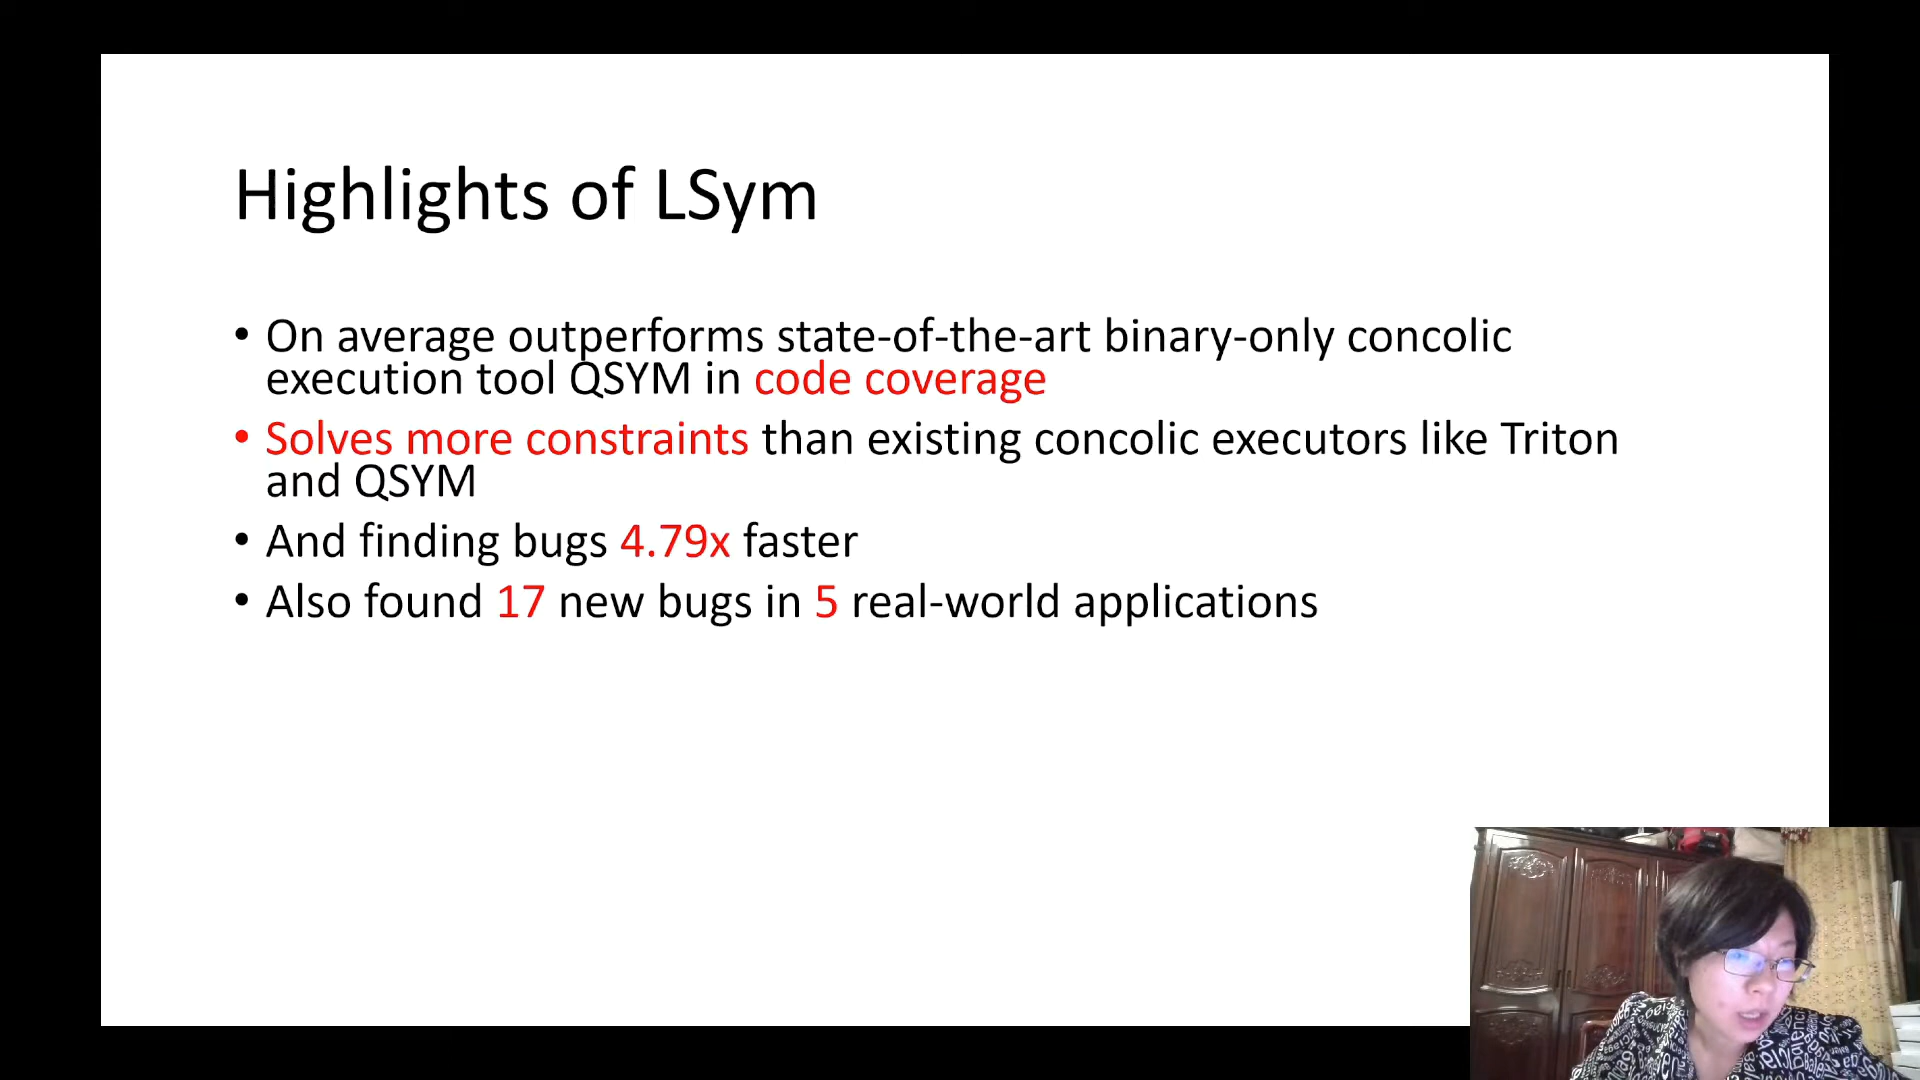 Highlights of LSym
• On average outperforms state-of-the-art binary-only concolic
execution tool QSYM in code coverage
• Solves more constraints than existing concolic executors like Triton
and QSYM
• And finding bugs 4.79x faster
• Also found 17 new bugs in 5 real-world applications